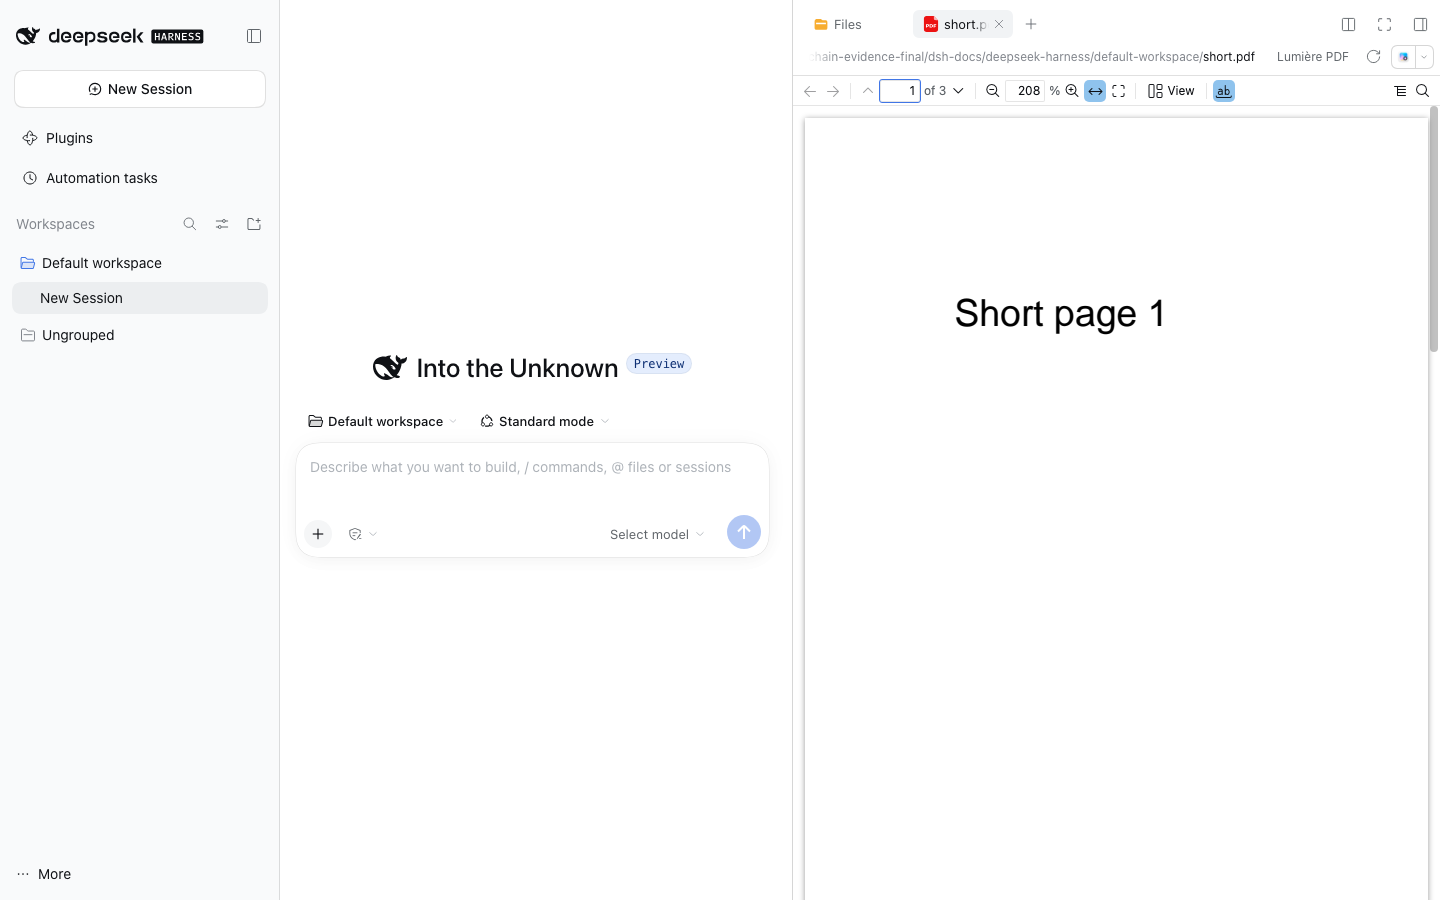 deepseek HARNESS
New Session
Plugins
Automation tasks
Workspaces
Default workspace
New Session
Ungrouped
More
Into the Unknown
Preview
Default workspace
Standard mode
Describe what you want to build, / commands, @ files or sessions
Select model
Files
short.p
hain-evidence-final/dsh-docs/deepseek-harness/default-workspace/short.pdf
Lumière PDF
1 of 3
208 %
View
ab
Short page 1